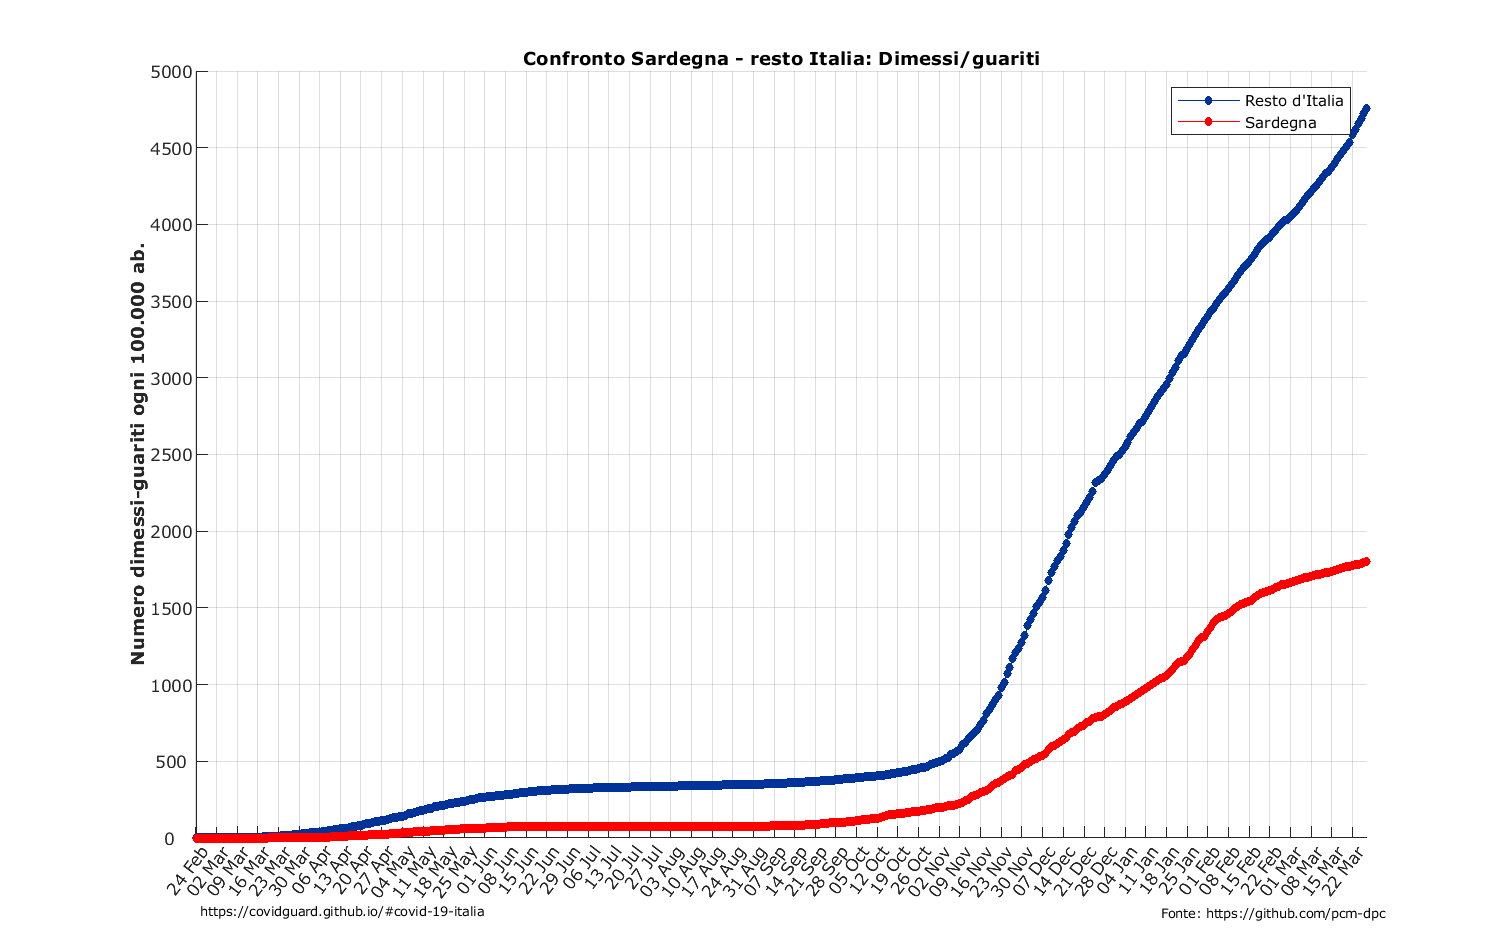 Confronto Sardegna - resto Italia: Dimessi/guariti
Numero dimessi-guariti ogni 100.000 ab.
5000
4500
4000
3500
3000
2500
2000
1500
1000
500
0
Resto d'Italia
Sardegna
24 Feb
02 Mar
09 Mar
16 Mar
23 Mar
30 Mar
06 Apr
13 Apr
20 Apr
27 Apr
04 May
11 May
18 May
25 May
01 Jun
08 Jun
15 Jun
22 Jun
29 Jun
06 Jul
13 Jul
20 Jul
27 Jul
03 Aug
10 Aug
17 Aug
24 Aug
31 Aug
07 Sep
14 Sep
21 Sep
28 Sep
05 Oct
12 Oct
19 Oct
26 Oct
02 Nov
09 Nov
16 Nov
23 Nov
30 Nov
07 Dec
14 Dec
21 Dec
28 Dec
04 Jan
11 Jan
18 Jan
25 Jan
01 Feb
08 Feb
15 Feb
22 Feb
01 Mar
08 Mar
15 Mar
22 Mar
https://covidguard.github.io/#covid-19-italia
Fonte: https://github.com/pcm-dpc